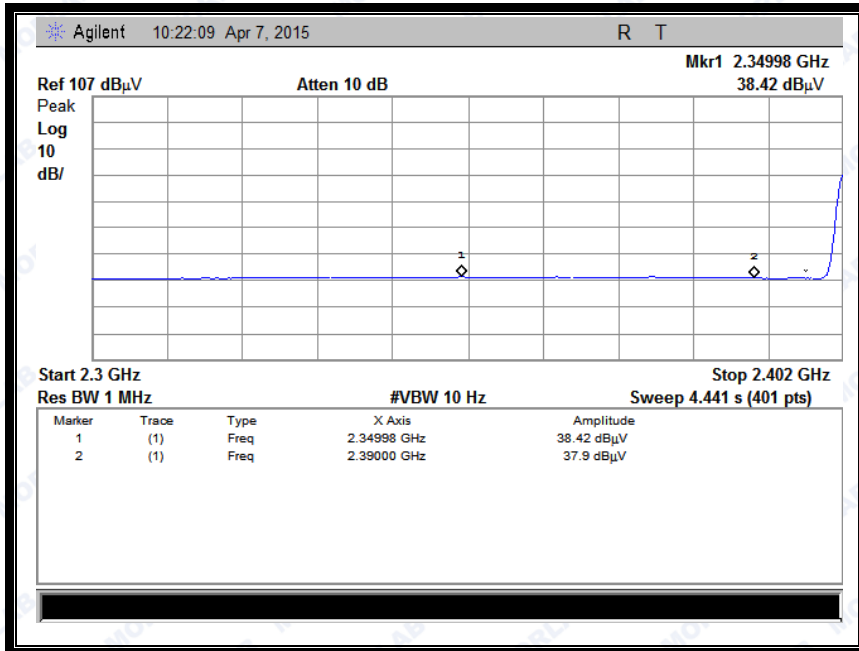 Agilent 10:22:09 Apr 7, 2015 R T
Mkr1 2.34998 GHz
Ref 107 dBµV Atten 10 dB 38.42 dBµV
Peak
Log
10
dB/
1
2
Start 2.3 GHz Stop 2.402 GHz
Res BW 1 MHz #VBW 10 Hz Sweep 4.441 s (401 pts)
Marker Trace Type X Axis Amplitude
1 (1) Freq 2.34998 GHz 38.42 dBµV
2 (1) Freq 2.39000 GHz 37.9 dBµV